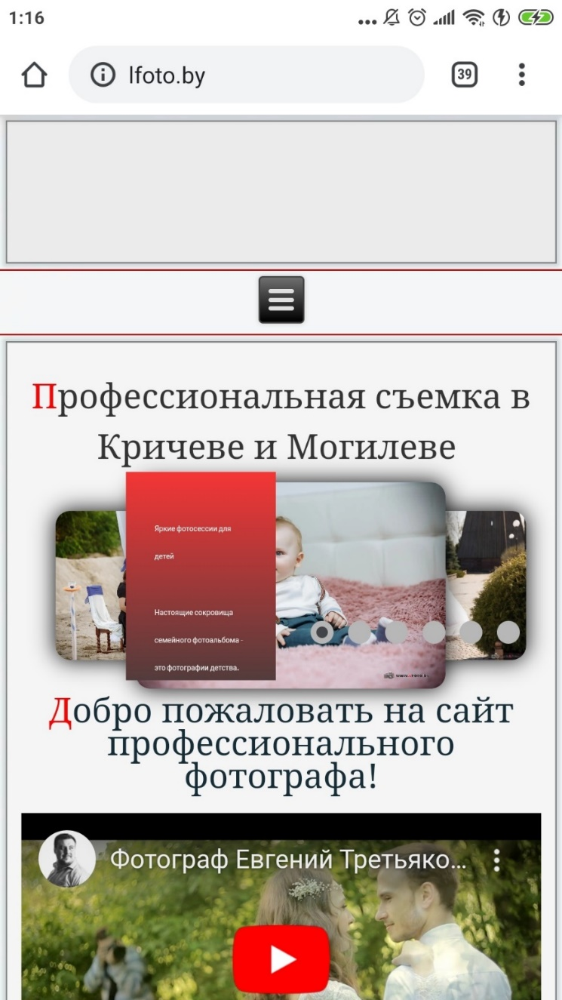 1:16
lfoto.by
39
Профессиональная съемка в
Кричеве и Могилеве
Яркие фотосессии для
детей
Настоящие сокровища
семейного фотоальбома -
это фотографии детства.
Добро пожаловать на сайт
профессионального
фотографа!
Фотограф Евгений Третьяко...